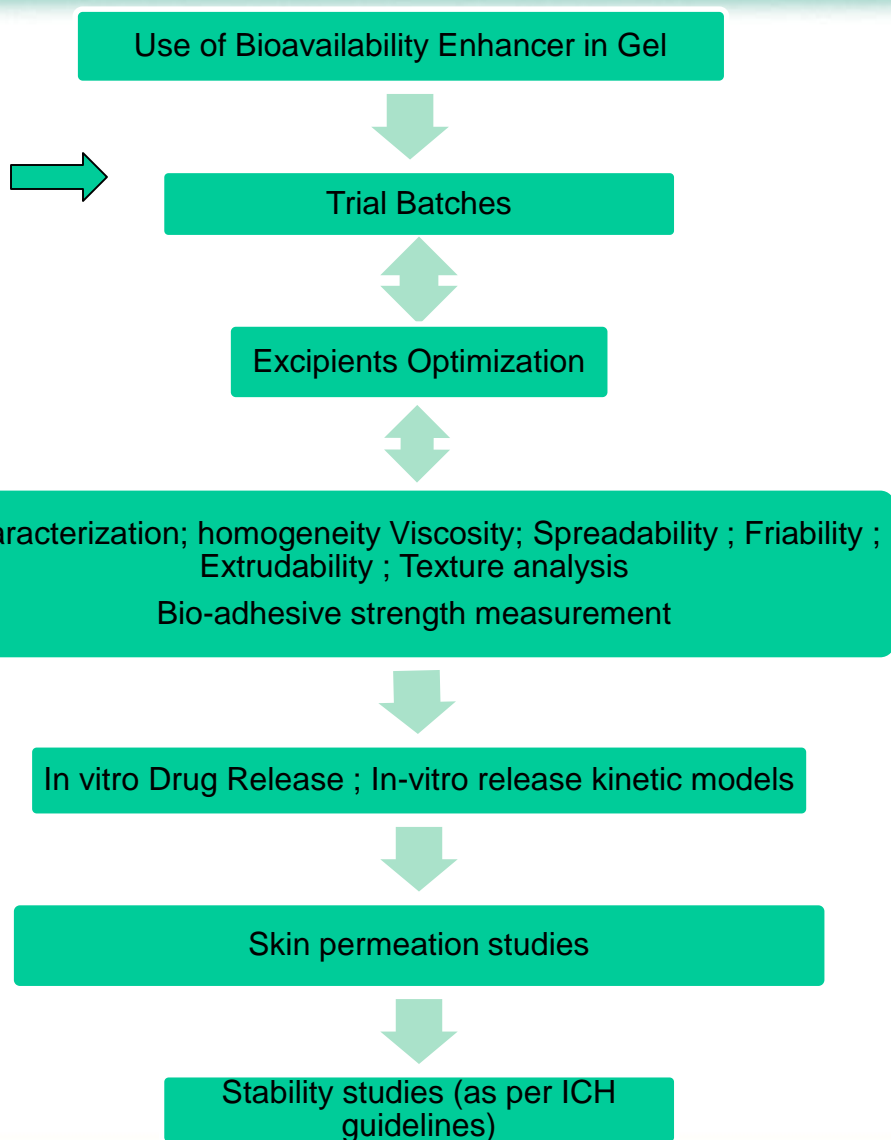 Use of Bioavailability Enhancer in Gel
Trial Batches
Excipients Optimization
aracterization; homogeneity Viscosity; Spreadability ; Friability ;
Extrudability ; Texture analysis
Bio-adhesive strength measurement
In vitro Drug Release ; In-vitro release kinetic models
Skin permeation studies
Stability studies (as per ICH
guidelines)